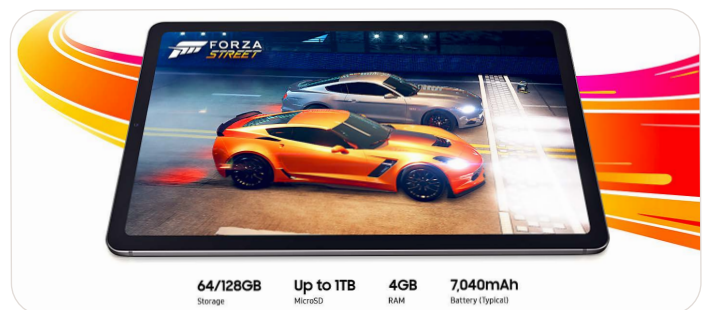 FORZA
STREET
64/128GB Up to 1TB 4GB 7,040mAh
Storage MicroSD RAM Battery (Typical)